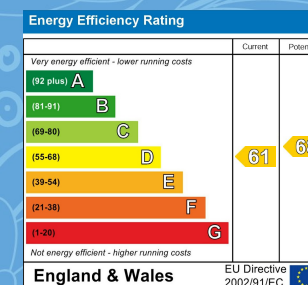 Energy Efficiency Rating
Current
Very energy efficient - lower running costs
(92 plus) A
(81-91) B
(69-80) C
(55-68) D 61
(39-54) E
(21-38) F
(1-20) G
Not energy efficient - higher running costs
England & Wales
EU Directive
2002/91/EC